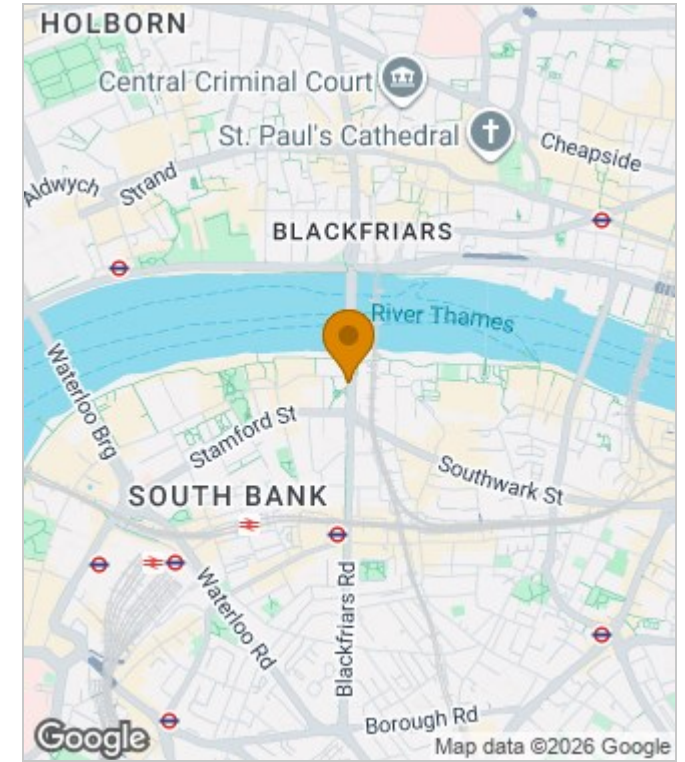 HOLBORN
Central Criminal Court
St. Paul's Cathedral
Cheapside
Aldwych
Strand
BLACKFRIARS
River Thames
Waterloo Brg
Stamford St
Southwark St
SOUTH BANK
Waterloo Rd
Blackfriars Rd
Borough Rd
Google
Map data ©2026 Google